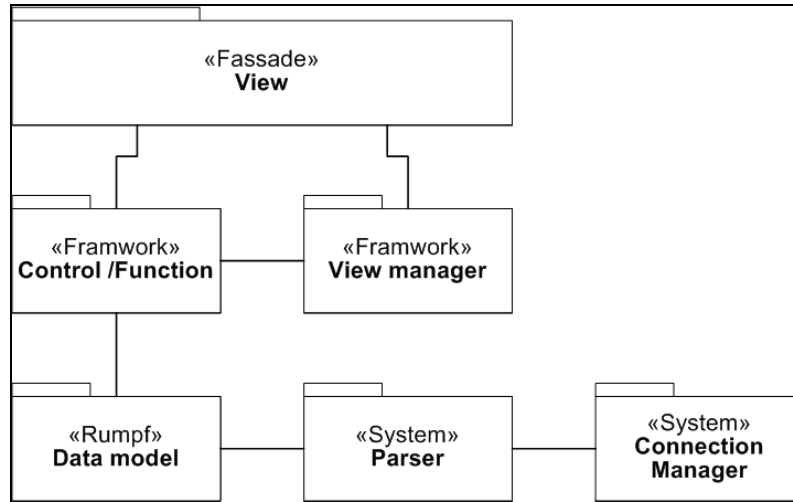 «Fassade»
View
«Framwork»
Control /Function
«Framwork»
View manager
«Rumpf»
Data model
«System»
Parser
«System»
Connection
Manager